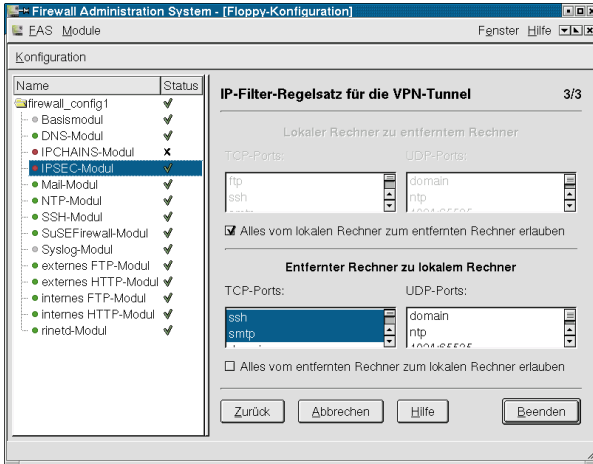 Firewall Administration System - [Floppy-Konfiguration]
FAS Module Fenster Hilfe
Konfiguration
Name Status
firewall_config1
Basismodul
DNS-Modul
IPCHAINS-Modul
IPSEC-Modul
Mail-Modul
NTP-Modul
SSH-Modul
SuSEFirewall-Modul
Syslog-Modul
externes FTP-Modul
externes HTTP-Modul
internes FTP-Modul
internes HTTP-Modul
rinetd-Modul
IP-Filter-Regelsatz für die VPN-Tunnel 3/3
Lokaler Rechner zu entferntem Rechner
TCP-Ports: UDP-Ports:
ftp
ssh
domain
ntp
Alles vom lokalen Rechner zum entfernten Rechner erlauben
Entfernter Rechner zu lokalem Rechner
TCP-Ports: UDP-Ports:
ssh
smtp
domain
ntp
1024:65535
Alles vom entfernten Rechner zum lokalen Rechner erlauben
Zurück Abbrechen Hilfe Beenden